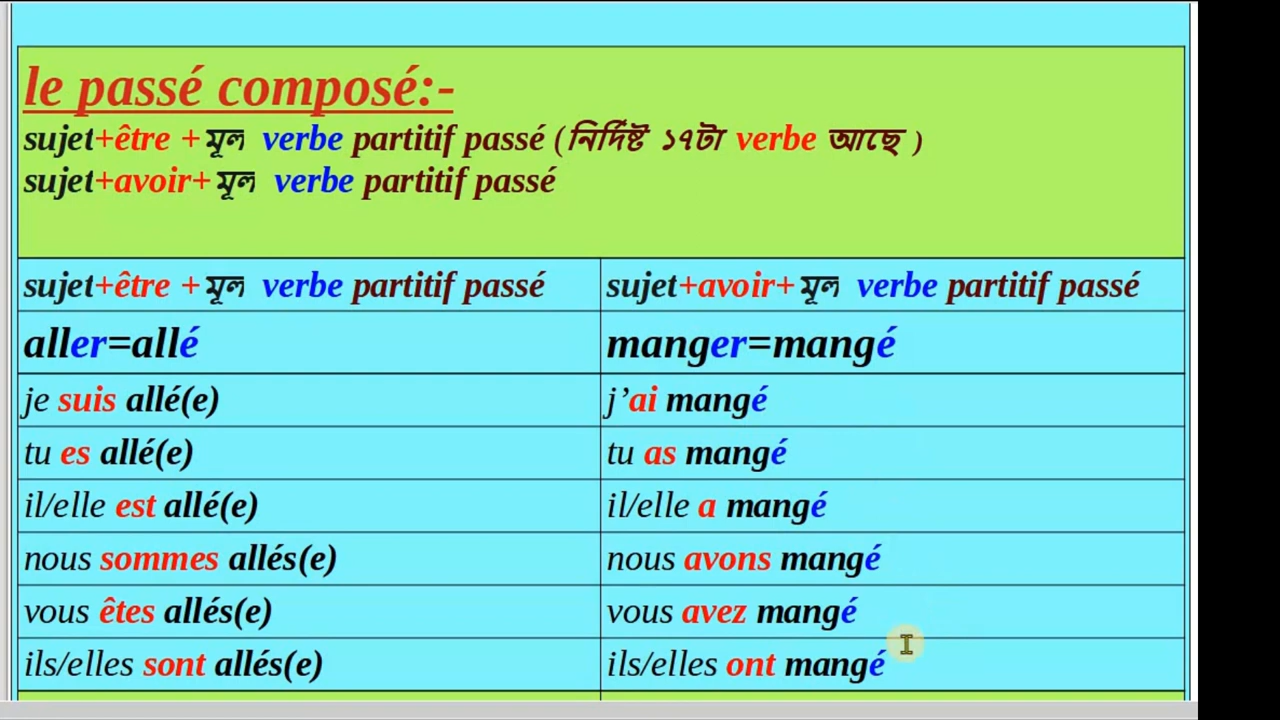 le passé composé:-
sujet+être +মূল verbe partitif passé (নির্দিষ্ট ১৭টা verbe আছে )
sujet+avoir+মূল verbe partitif passé
sujet+être +মূল verbe partitif passé
sujet+avoir+মূল verbe partitif passé
aller=allé
manger=mangé
je suis allé(e)
j’ai mangé
tu es allé(e)
tu as mangé
il/elle est allé(e)
il/elle a mangé
nous sommes allés(e)
nous avons mangé
vous êtes allés(e)
vous avez mangé
ils/elles sont allés(e)
ils/elles ont mangé